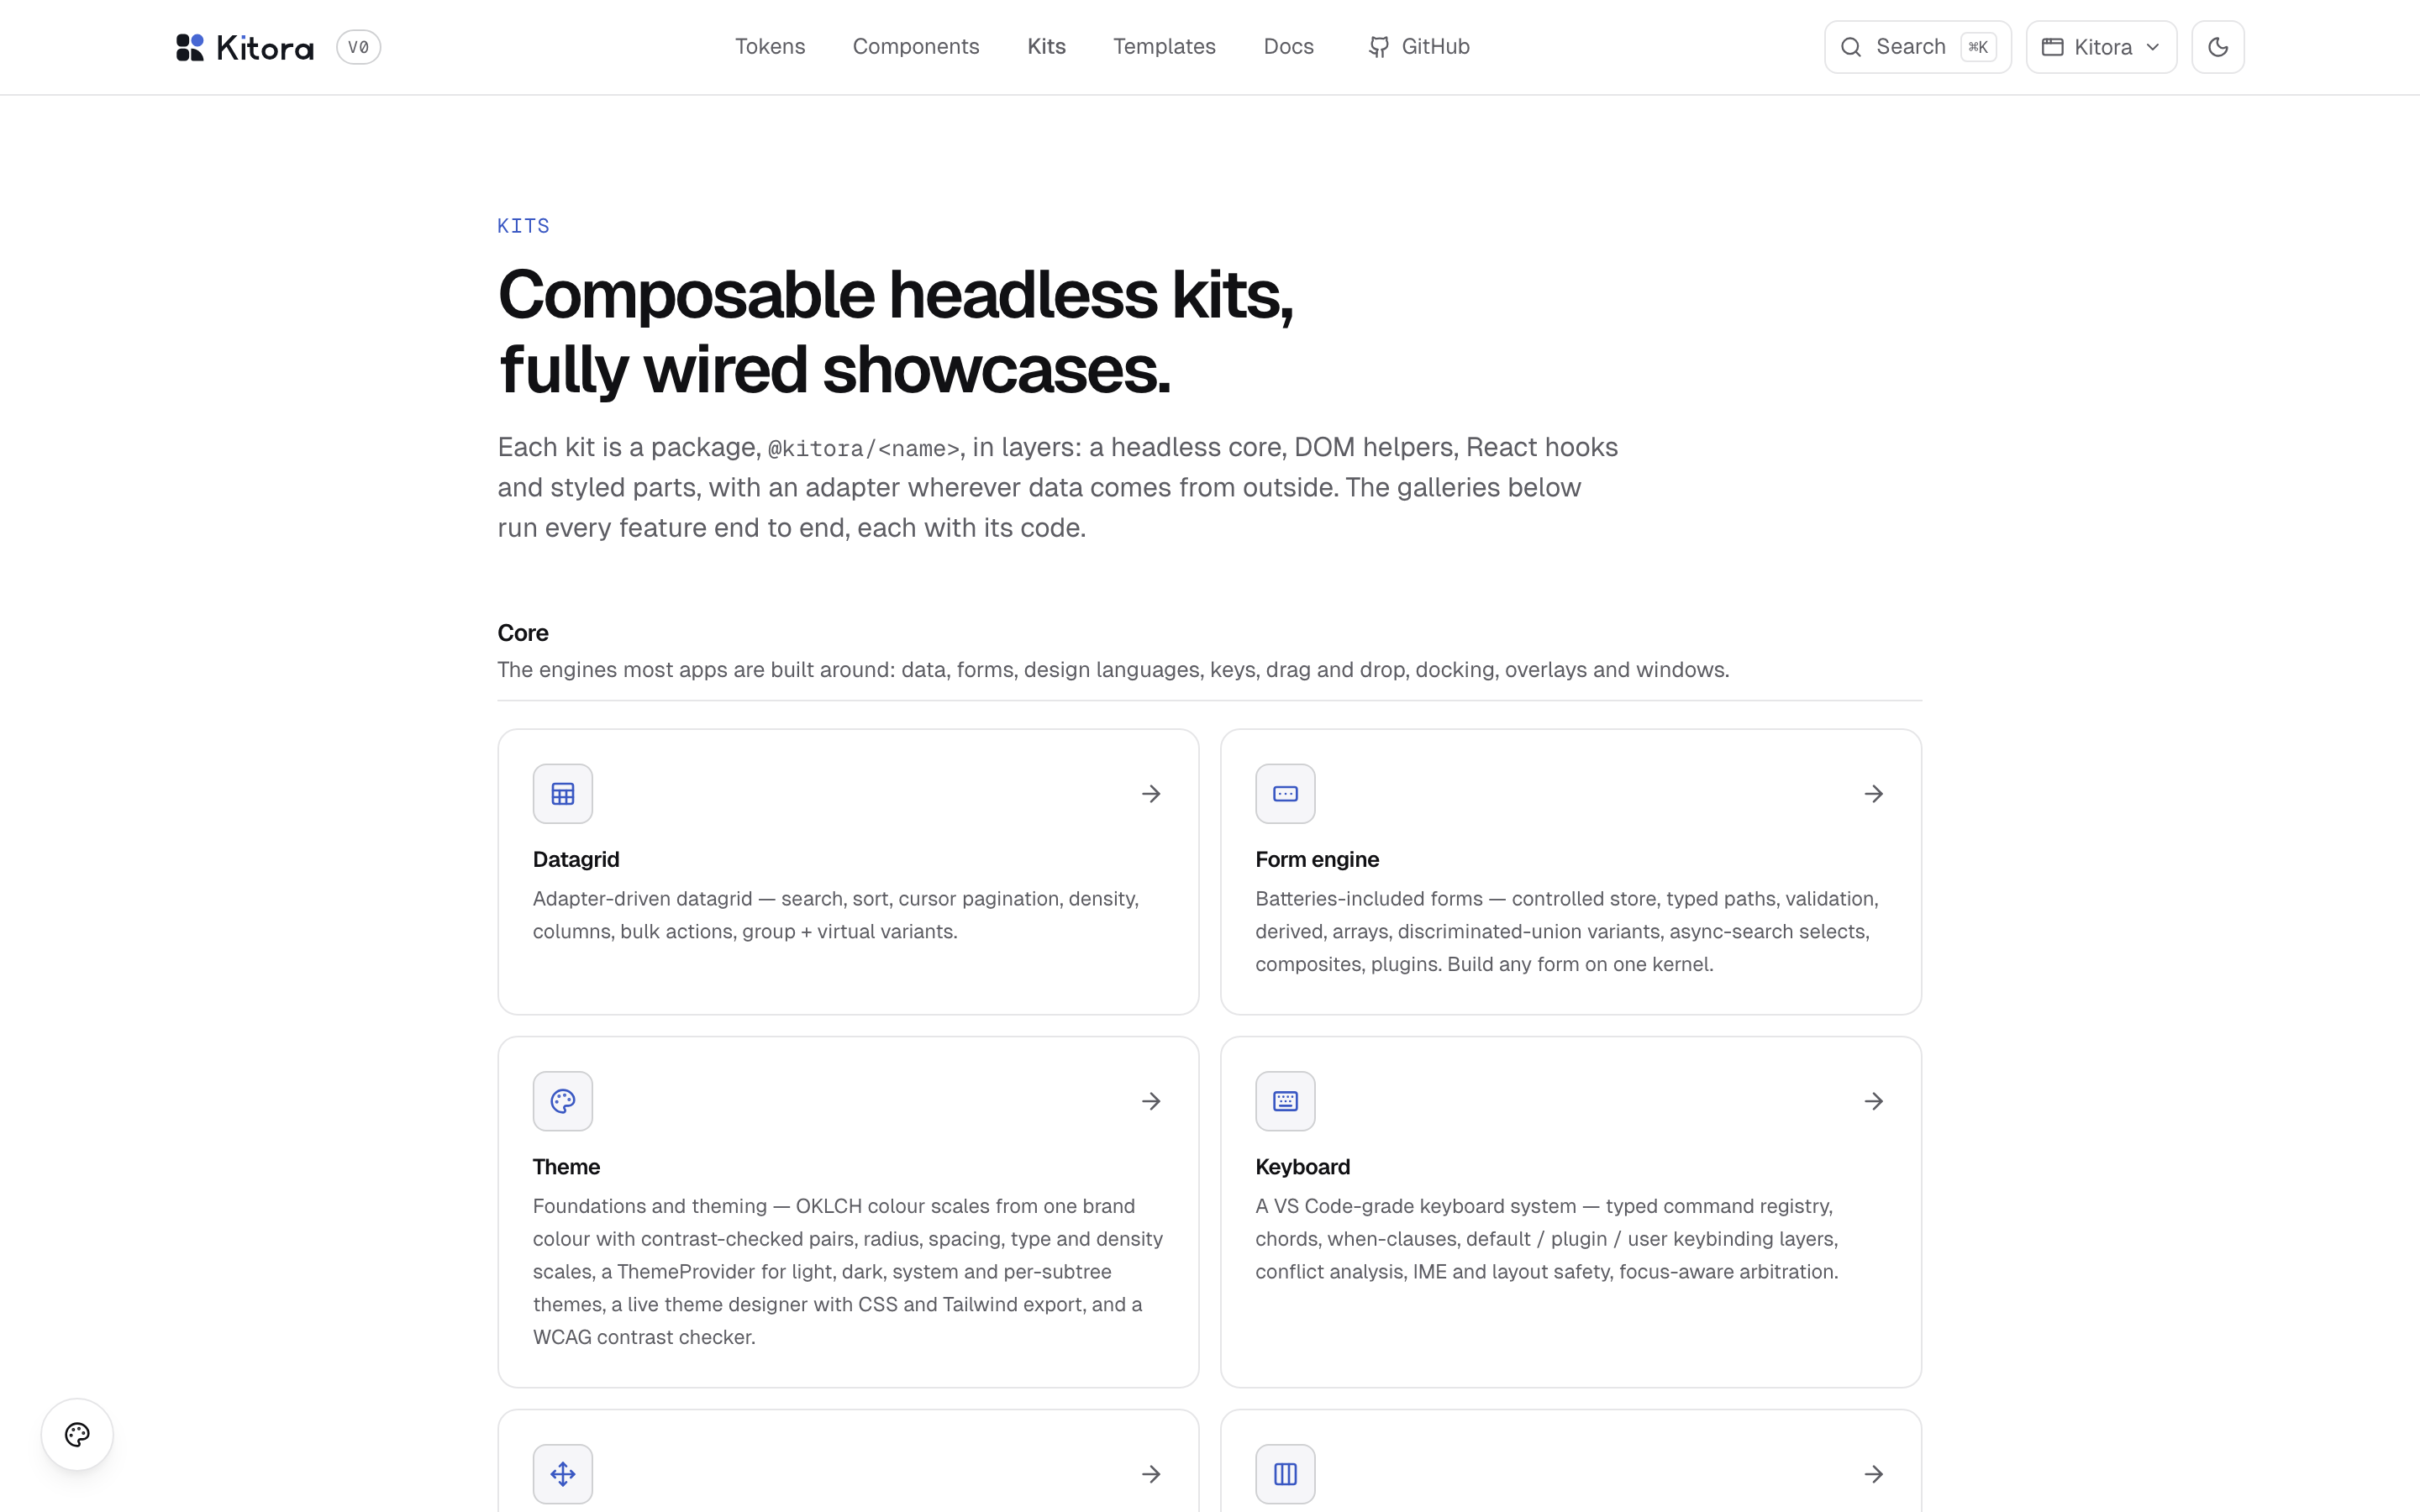 Kitora V0
Tokens Components Kits Templates Docs GitHub
Search ⌘K Kitora
KITS
Composable headless kits,
fully wired showcases.
Each kit is a package, @kitora/<name>, in layers: a headless core, DOM helpers, React hooks
and styled parts, with an adapter wherever data comes from outside. The galleries below
run every feature end to end, each with its code.
Core
The engines most apps are built around: data, forms, design languages, keys, drag and drop, docking, overlays and windows.
Datagrid
Adapter-driven datagrid — search, sort, cursor pagination, density,
columns, bulk actions, group + virtual variants.
Form engine
Batteries-included forms — controlled store, typed paths, validation,
derived, arrays, discriminated-union variants, async-search selects,
composites, plugins. Build any form on one kernel.
Theme
Foundations and theming — OKLCH colour scales from one brand
colour with contrast-checked pairs, radius, spacing, type and density
scales, a ThemeProvider for light, dark, system and per-subtree
themes, a live theme designer with CSS and Tailwind export, and a
WCAG contrast checker.
Keyboard
A VS Code-grade keyboard system — typed command registry,
chords, when-clauses, default / plugin / user keybinding layers,
conflict analysis, IME and layout safety, focus-aware arbitration.